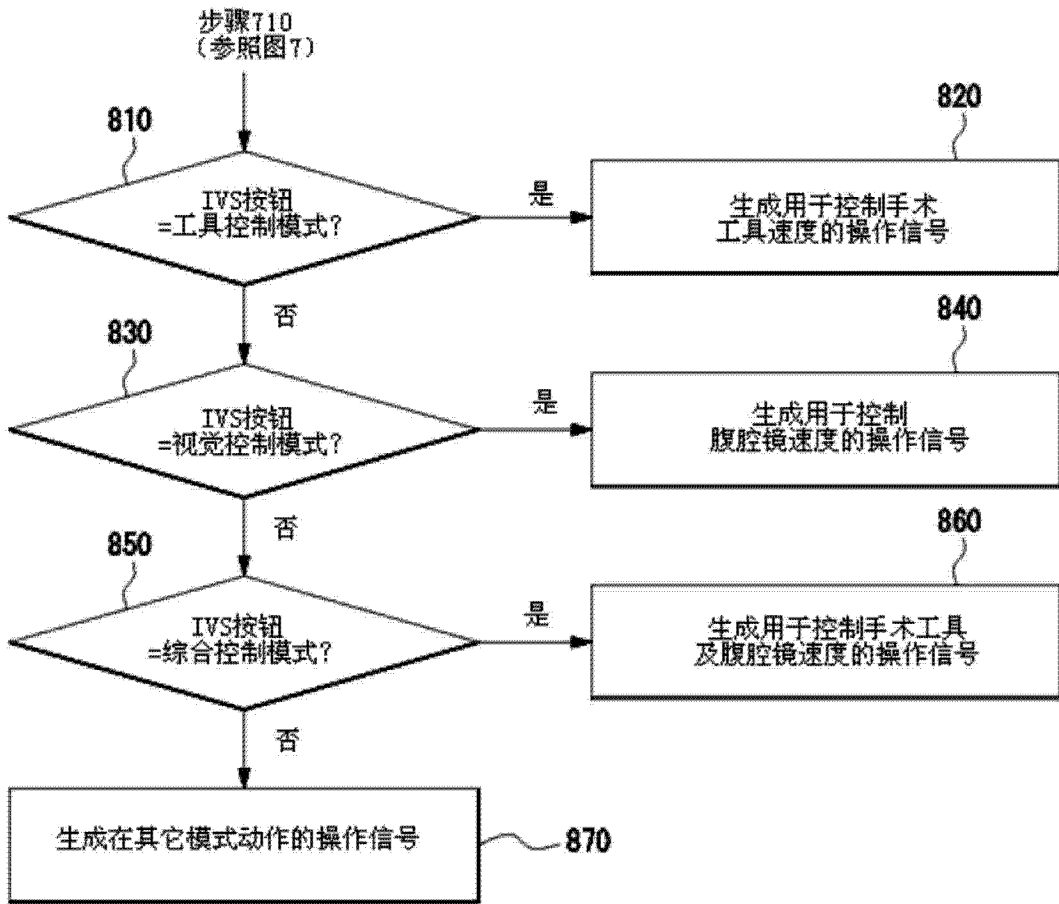 步骤710
（参照图7）
810
IVS按钮
=工具控制模式？
是
820
生成用于控制手术
工具速度的操作信号
否
830
IVS按钮
=视觉控制模式？
是
840
生成用于控制
腹腔镜速度的操作信号
否
850
IVS按钮
=综合控制模式？
是
860
生成用于控制手术工具
及腹腔镜速度的操作信号
否
生成在其它模式动作的操作信号
870